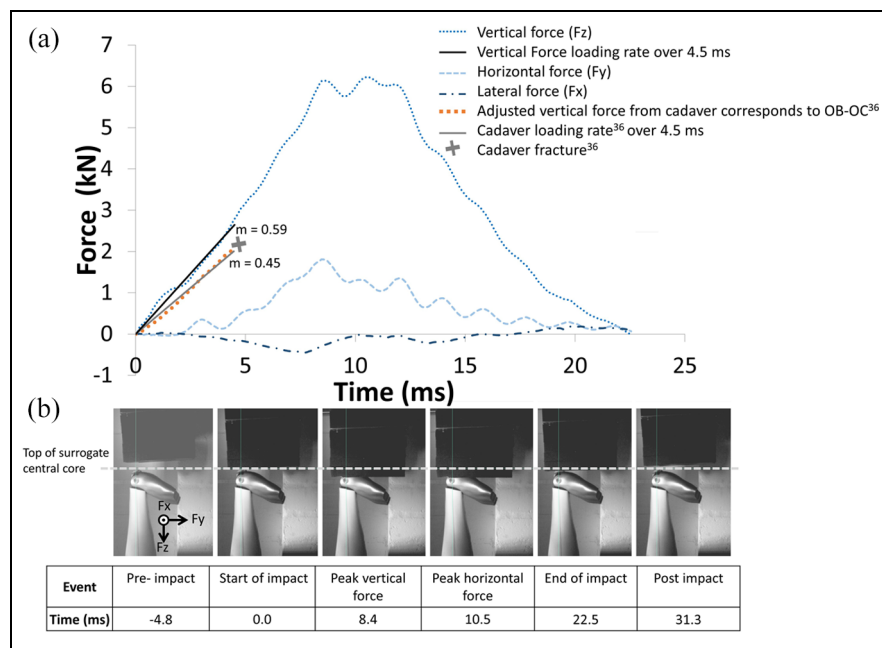 (a)
7
6
5
4
3
2
1
0
-1
Force (kN)
0 5 10 15 20 25
Time (ms)
Vertical force (Fz)
Vertical Force loading rate over 4.5 ms
Horizontal force (Fy)
Lateral force (Fx)
Adjusted vertical force from cadaver corresponds to OB-OC36
Cadaver loading rate36 over 4.5 ms
Cadaver fracture36
m = 0.59
m = 0.45
(b)
Top of surrogate
central core
Fx
Fy
Fz
Event Pre- impact Start of impact Peak vertical force Peak horizontal force End of impact Post impact
Time (ms) -4.8 0.0 8.4 10.5 22.5 31.3